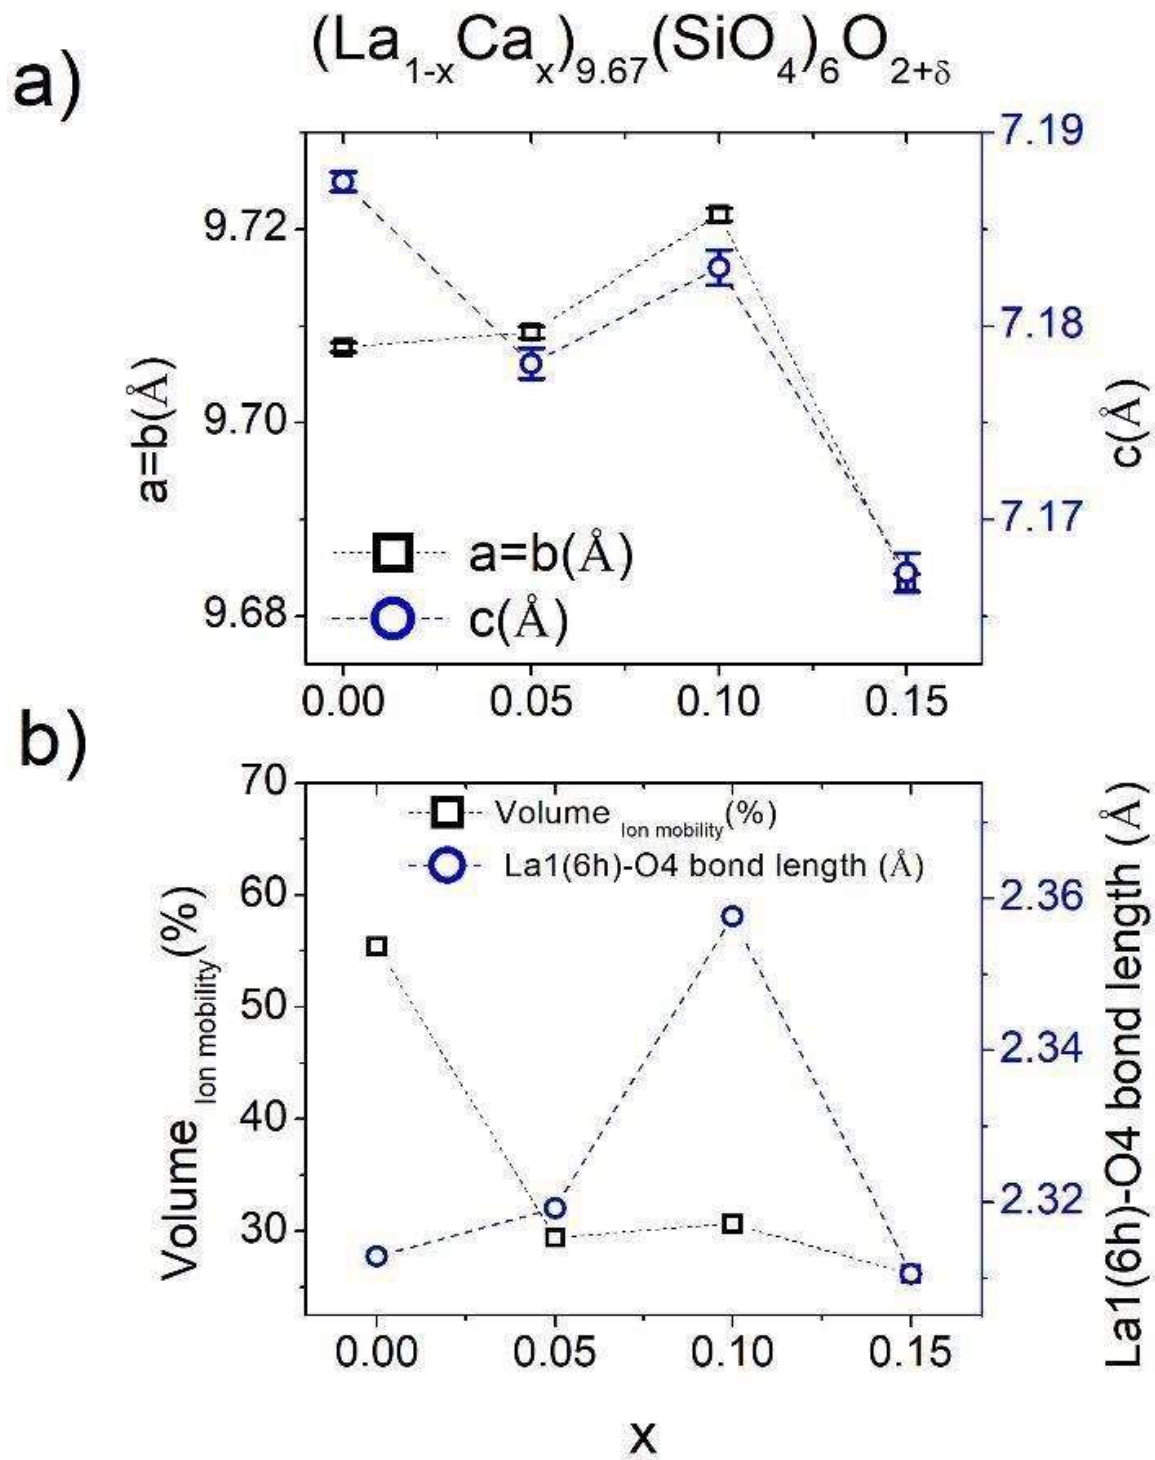 (La1-xCax)9.67(SiO4)6O2+δ
a)
7.19
9.72
7.18
9.70
7.17
9.68
a=b(Å)
c(Å)
a=b(Å)
c(Å)
0.00 0.05 0.10 0.15
b)
70
60
50
40
30
Volume Ion mobility(%)
La1(6h)-O4 bond length (Å)
2.36
2.34
2.32
Volume Ion mobility(%)
La1(6h)-O4 bond length (Å)
0.00 0.05 0.10 0.15
x